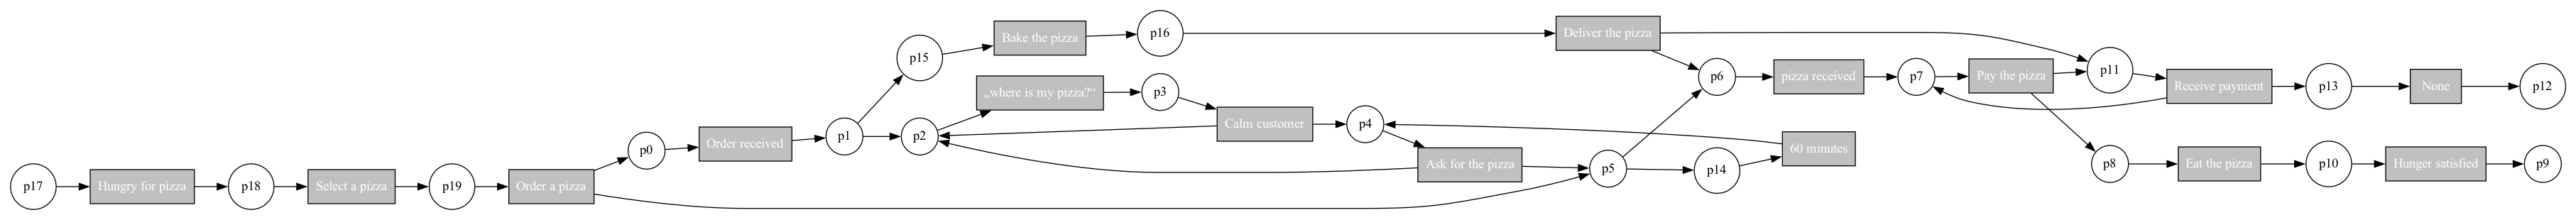 p17
Hungry for pizza
p18
Select a pizza
p19
Order a pizza
p0
Order received
p1
p15
p2
Bake the pizza
„where is my pizza?“
p16
p3
Calm customer
p4
Ask for the pizza
Deliver the pizza
p5
p6
p14
pizza received
60 minutes
p7
Pay the pizza
p11
p8
Receive payment
Eat the pizza
p13
p10
None
Hunger satisfied
p12
p9